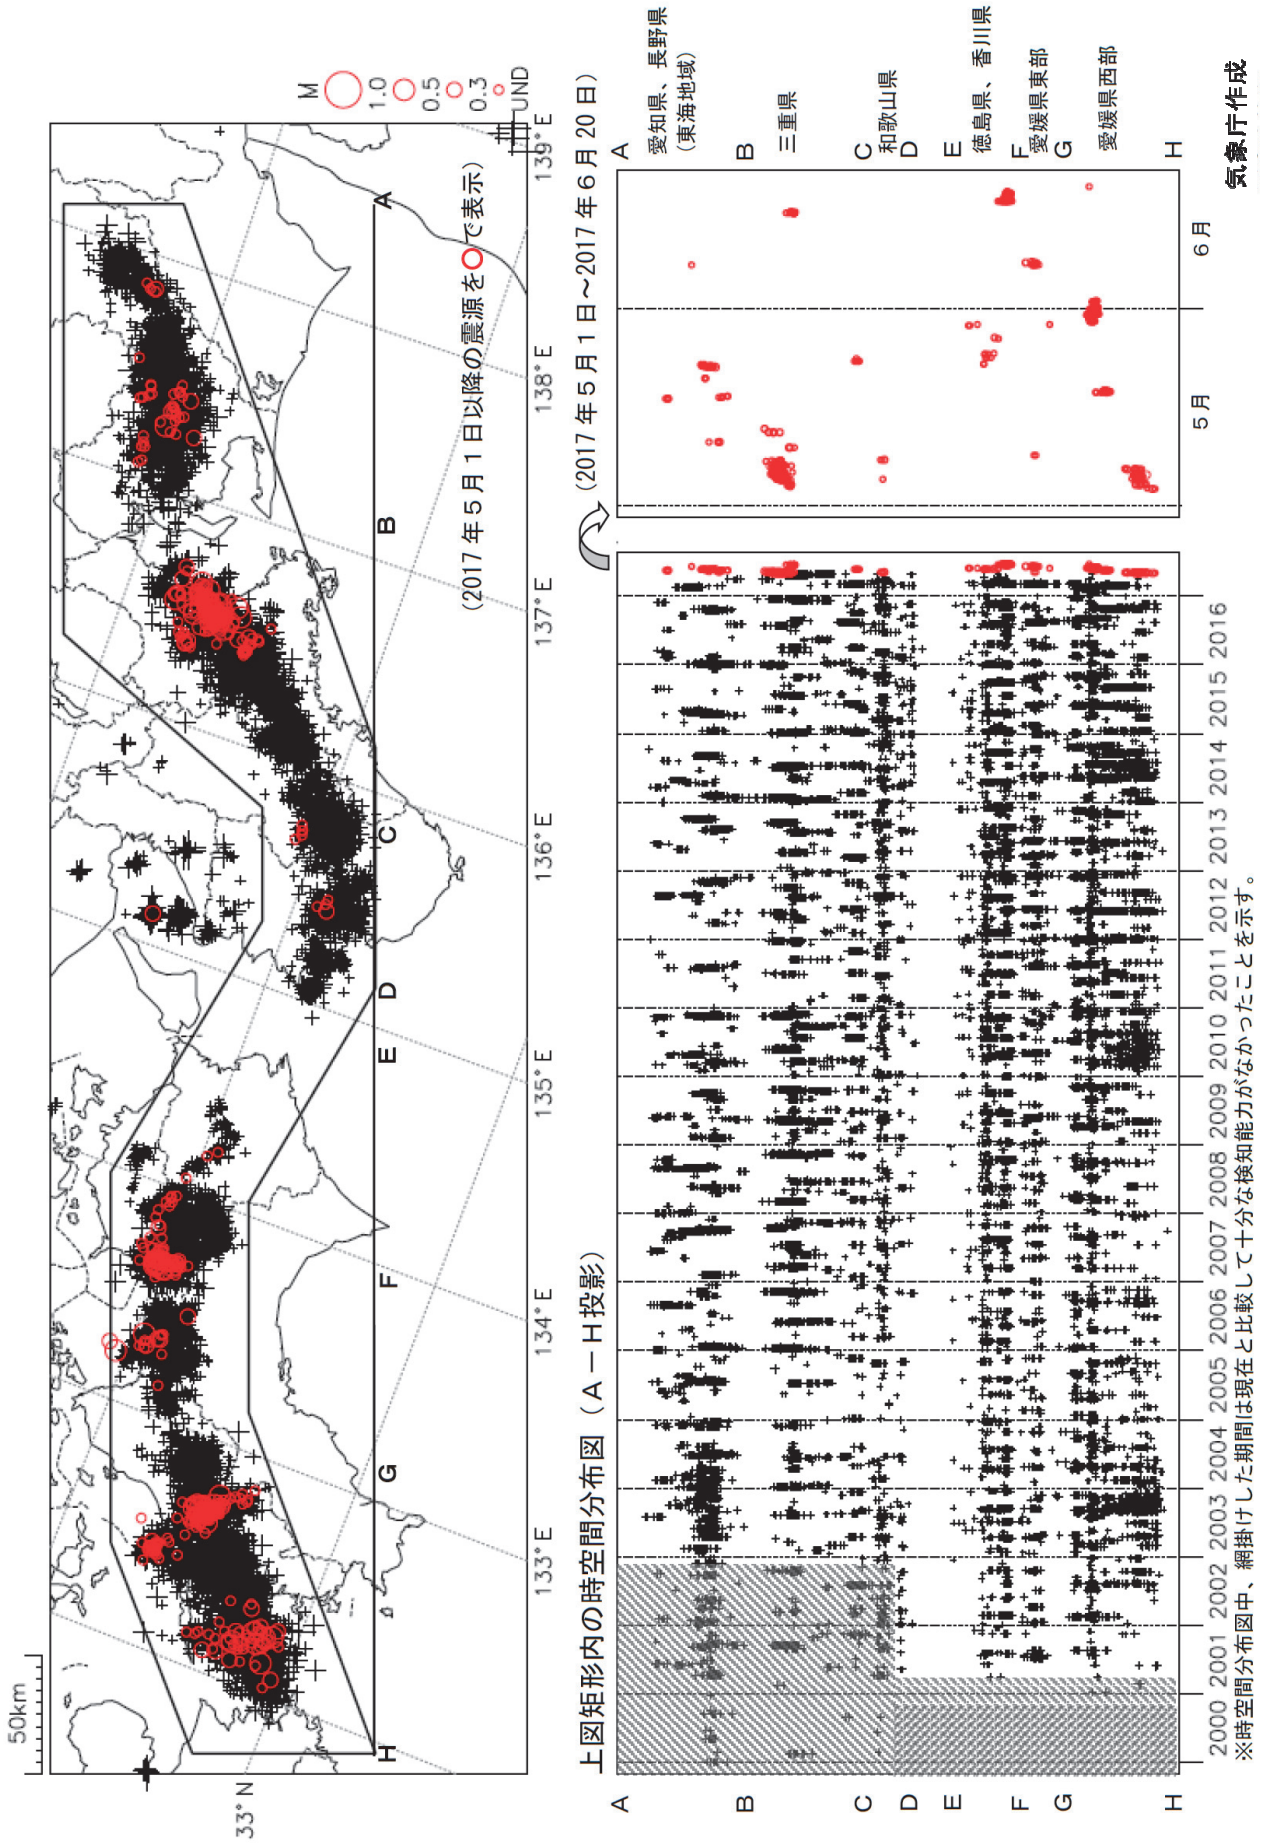 50km
33°N
133°E
134°E
135°E
136°E
137°E
138°E
139°E
M
1.0
0.5
0.3
UND
H
G
F
E
D
C
B
A
(2017年5月1日以降の震源を○で表示)
上図矩形内の時空間分布図（A－H投影）
(2017年5月1日～2017年6月20日)
A
B
C
D
E
F
G
H
2000 2001 2002 2003 2004 2005 2006 2007 2008 2009 2010 2011 2012 2013 2014 2015 2016
5月
6月
A
愛知県、長野県
（東海地域）
B
三重県
C
和歌山県
D
E
徳島県、香川県
F
愛媛県東部
G
愛媛県西部
H
※時空間分布図中、網掛けした期間は現在と比較して十分な検知能力がなかったことを示す。
気象庁作成